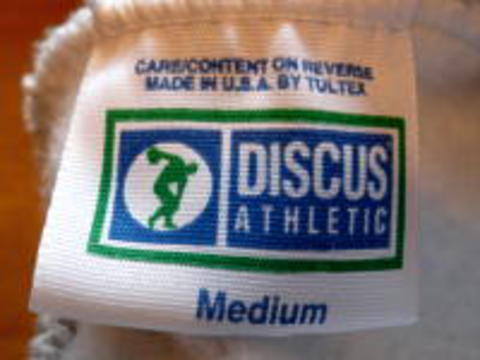 CARE/CONTENT ON REVERSE
MADE IN U.S.A. BY TULTEX
DISCUS
ATHLETIC
Medium